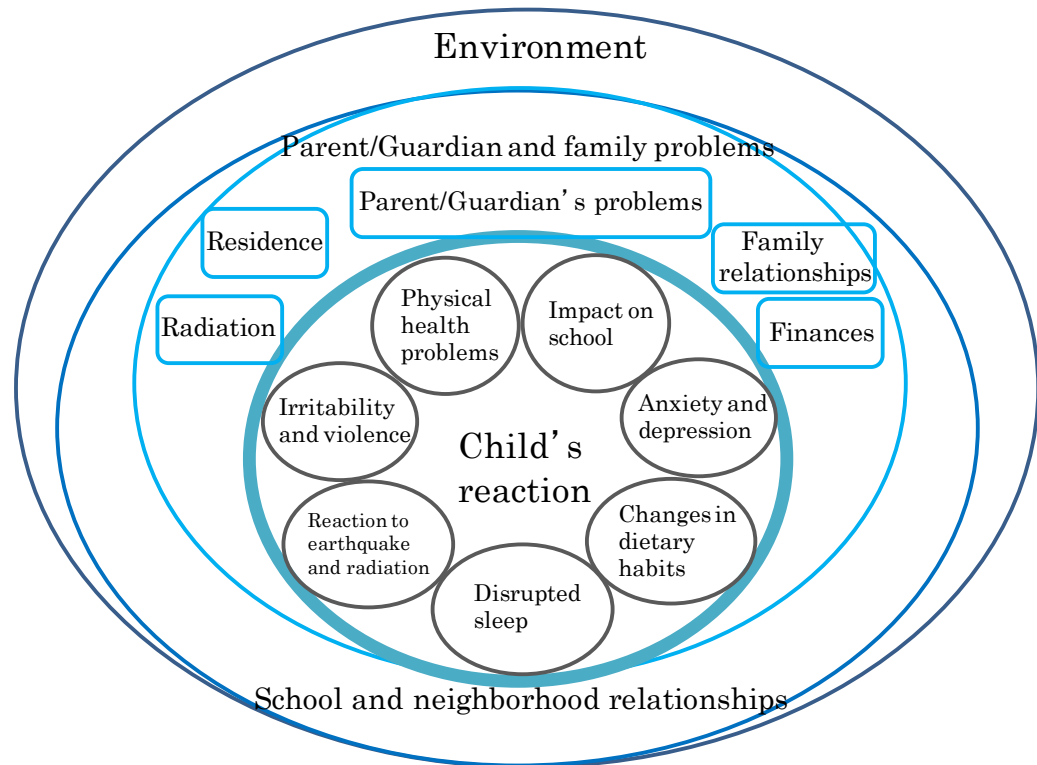 Environment
Parent/Guardian and family problems
Parent/Guardian's problems
Residence
Family
relationships
Radiation
Finances
Physical
health
problems
Impact on
school
Irritability
and violence
Anxiety and
depression
Child's
reaction
Reaction to
earthquake
and radiation
Changes in
dietary
habits
Disrupted
sleep
School and neighborhood relationships